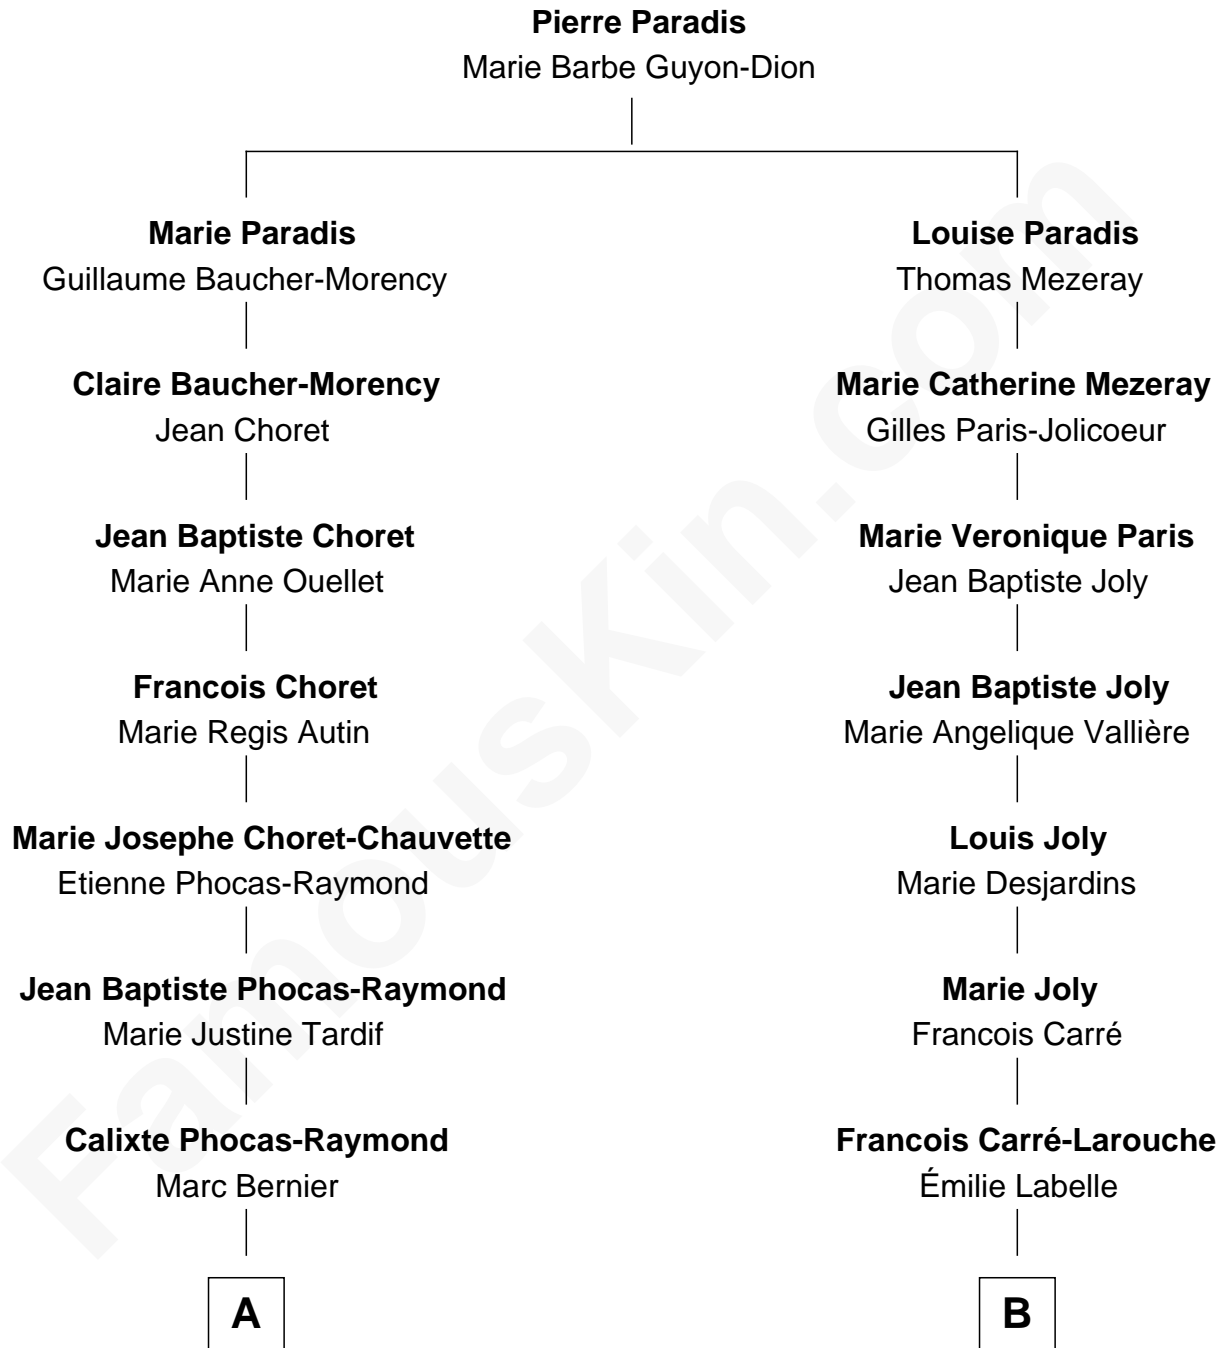 Pierre Paradis
Marie Barbe Guyon-Dion
Marie Paradis
Guillaume Baucher-Morency
Claire Baucher-Morency
Jean Choret
Jean Baptiste Choret
Marie Anne Ouellet
Francois Choret
Marie Regis Autin
Marie Josephe Choret-Chauvette
Etienne Phocas-Raymond
Jean Baptiste Phocas-Raymond
Marie Justine Tardif
Calixte Phocas-Raymond
Marc Bernier
A
Louise Paradis
Thomas Mezeray
Marie Catherine Mezeray
Gilles Paris-Jolicoeur
Marie Veronique Paris
Jean Baptiste Joly
Jean Baptiste Joly
Marie Angelique Vallière
Louis Joly
Marie Desjardins
Marie Joly
Francois Carré
Francois Carré-Larouche
Émilie Labelle
B
FamousKin.com